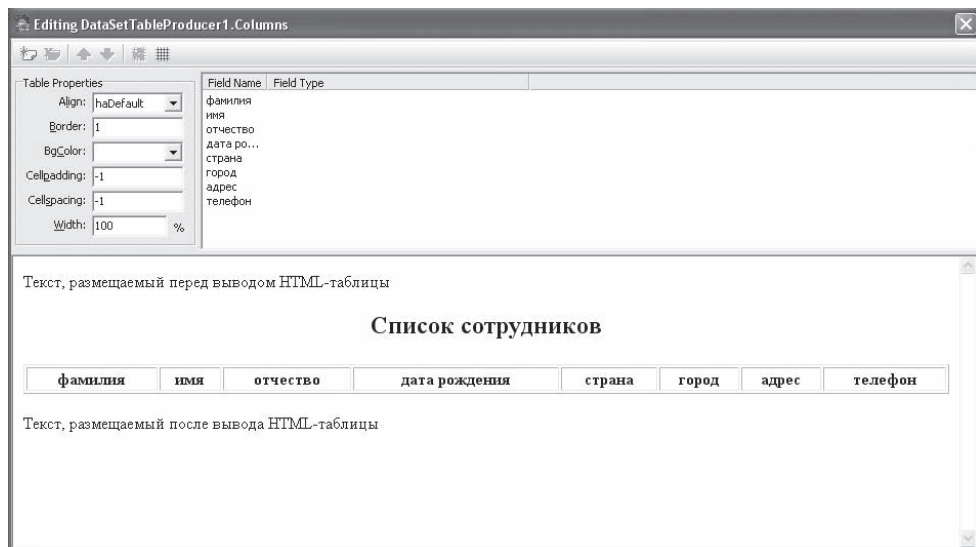 Editing DataSetTableProducer1.Columns
Table Properties
Align: haDefault
Border: 1
BgColor:
Cellpadding: -1
Cellspacing: -1
Width: 100 %
Field Name Field Type
фамилия
имя
отчество
дата ро...
страна
город
адрес
телефон
Текст, размещаемый перед выводом HTML-таблицы
Список сотрудников
фамилия имя отчество дата рождения страна город адрес телефон
Текст, размещаемый после вывода HTML-таблицы